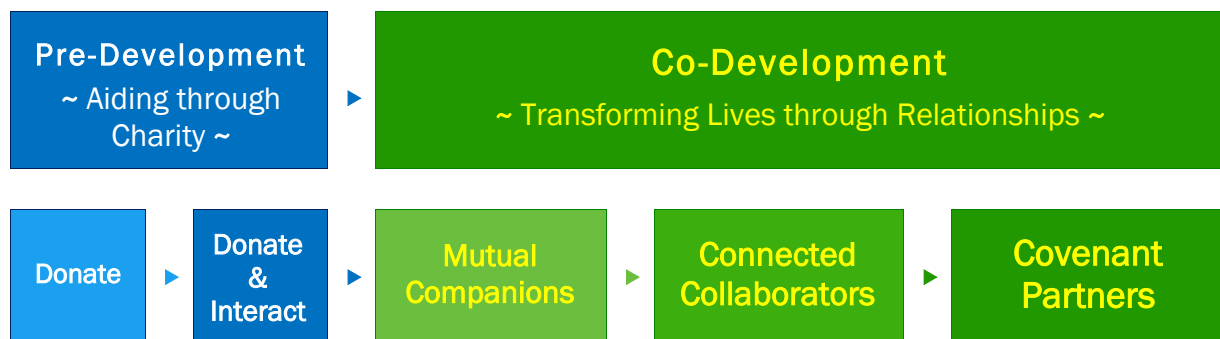 Pre-Development
~ Aiding through
Charity ~
Co-Development
~ Transforming Lives through Relationships ~
Donate
Donate
&
Interact
Mutual
Companions
Connected
Collaborators
Covenant
Partners